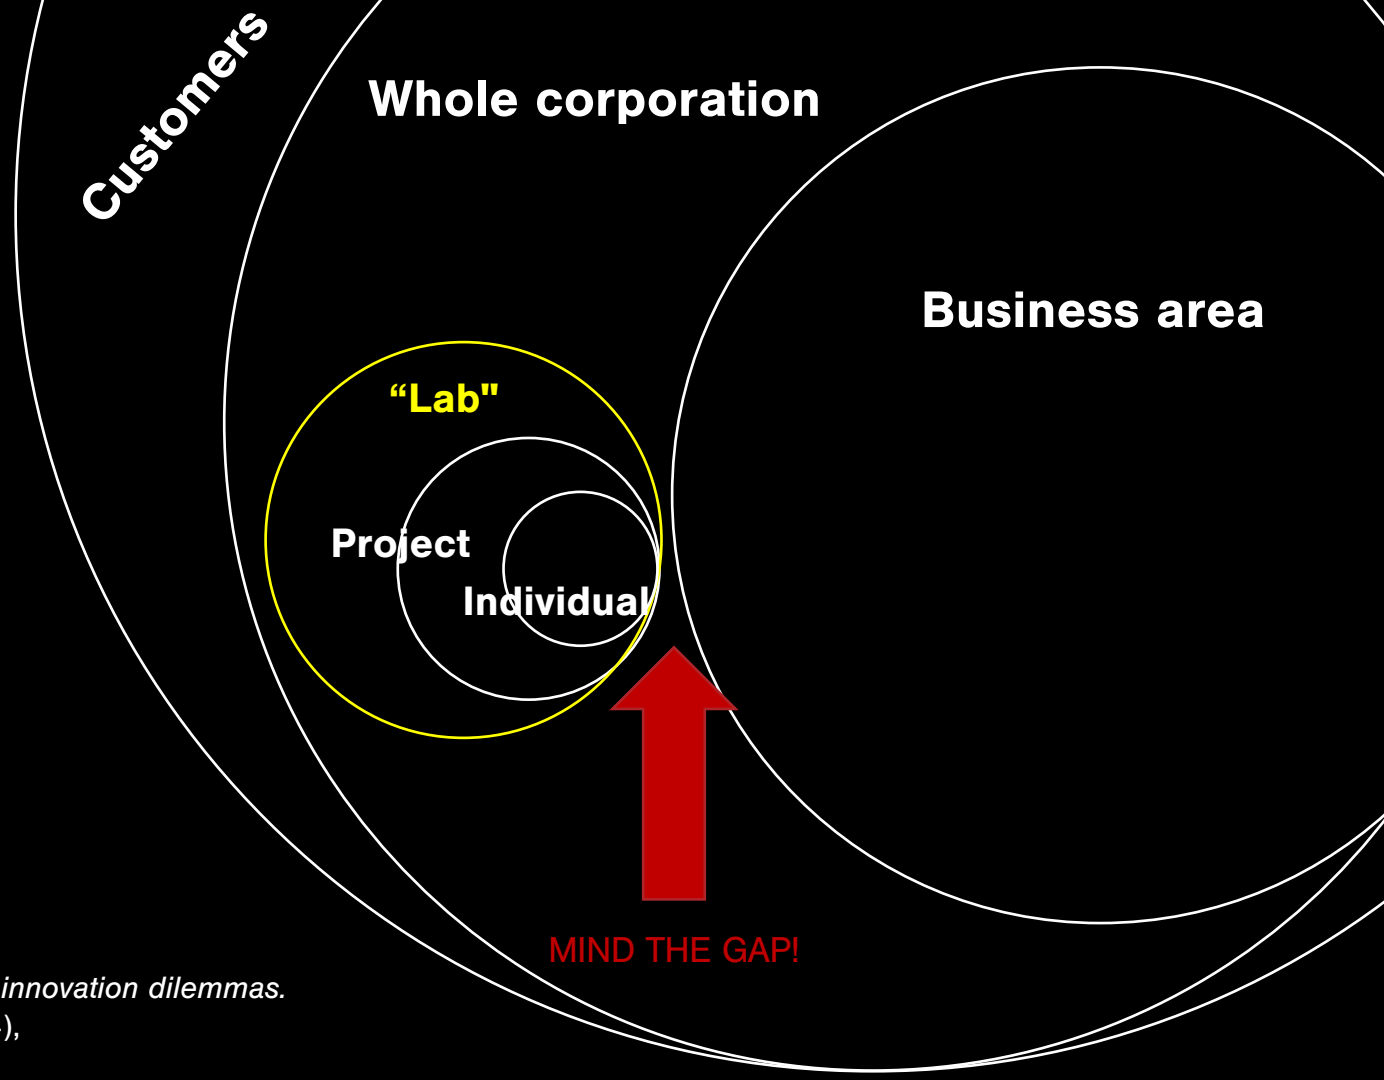 Customers
Whole corporation
Business area
“Lab"
Project
Individual
MIND THE GAP!
innovation dilemmas.
),